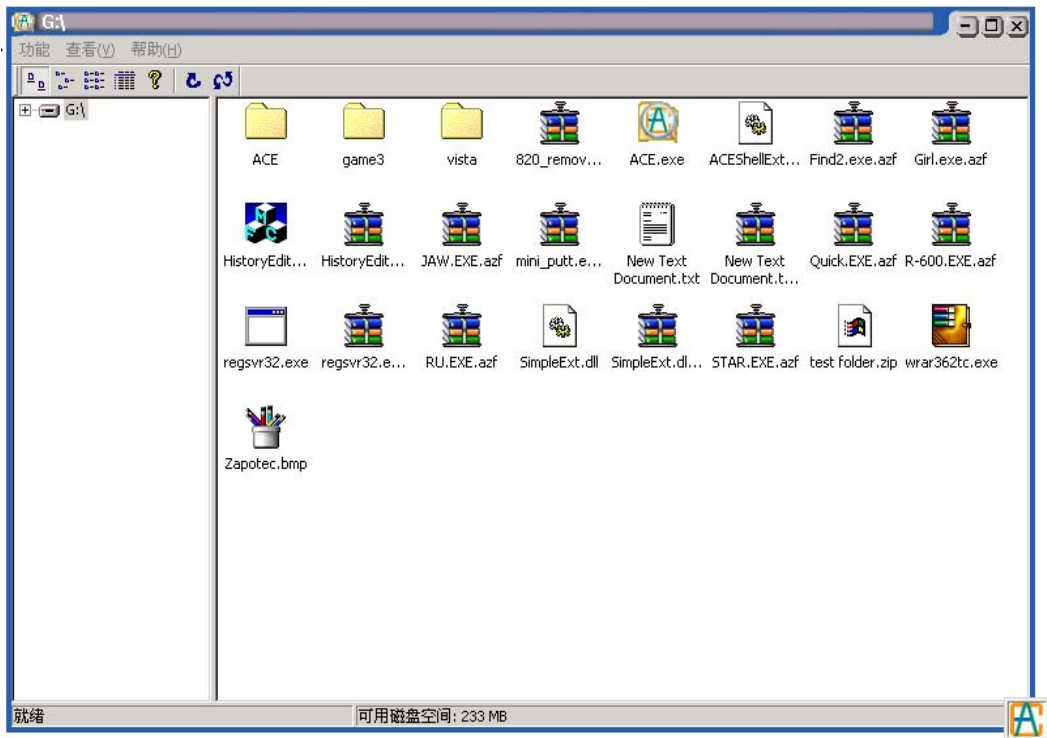 G:\
功能 查看(V) 帮助(H)
G:\
ACE game3 vista 820_remov... ACE.exe ACEShellExt... Find2.exe.azf Girl.exe.azf
HistoryEdit... HistoryEdit... JAW.EXE.azf mini_putt.e... New Text Document.txt New Text Document.t... Quick.EXE.azf R-600.EXE.azf
regsvr32.exe regsvr32.e... RU.EXE.azf SimpleExt.dll SimpleExt.dl... STAR.EXE.azf test folder.zip wrar362tc.exe
Zapotec.bmp
就绪 可用磁盘空间: 233 MB